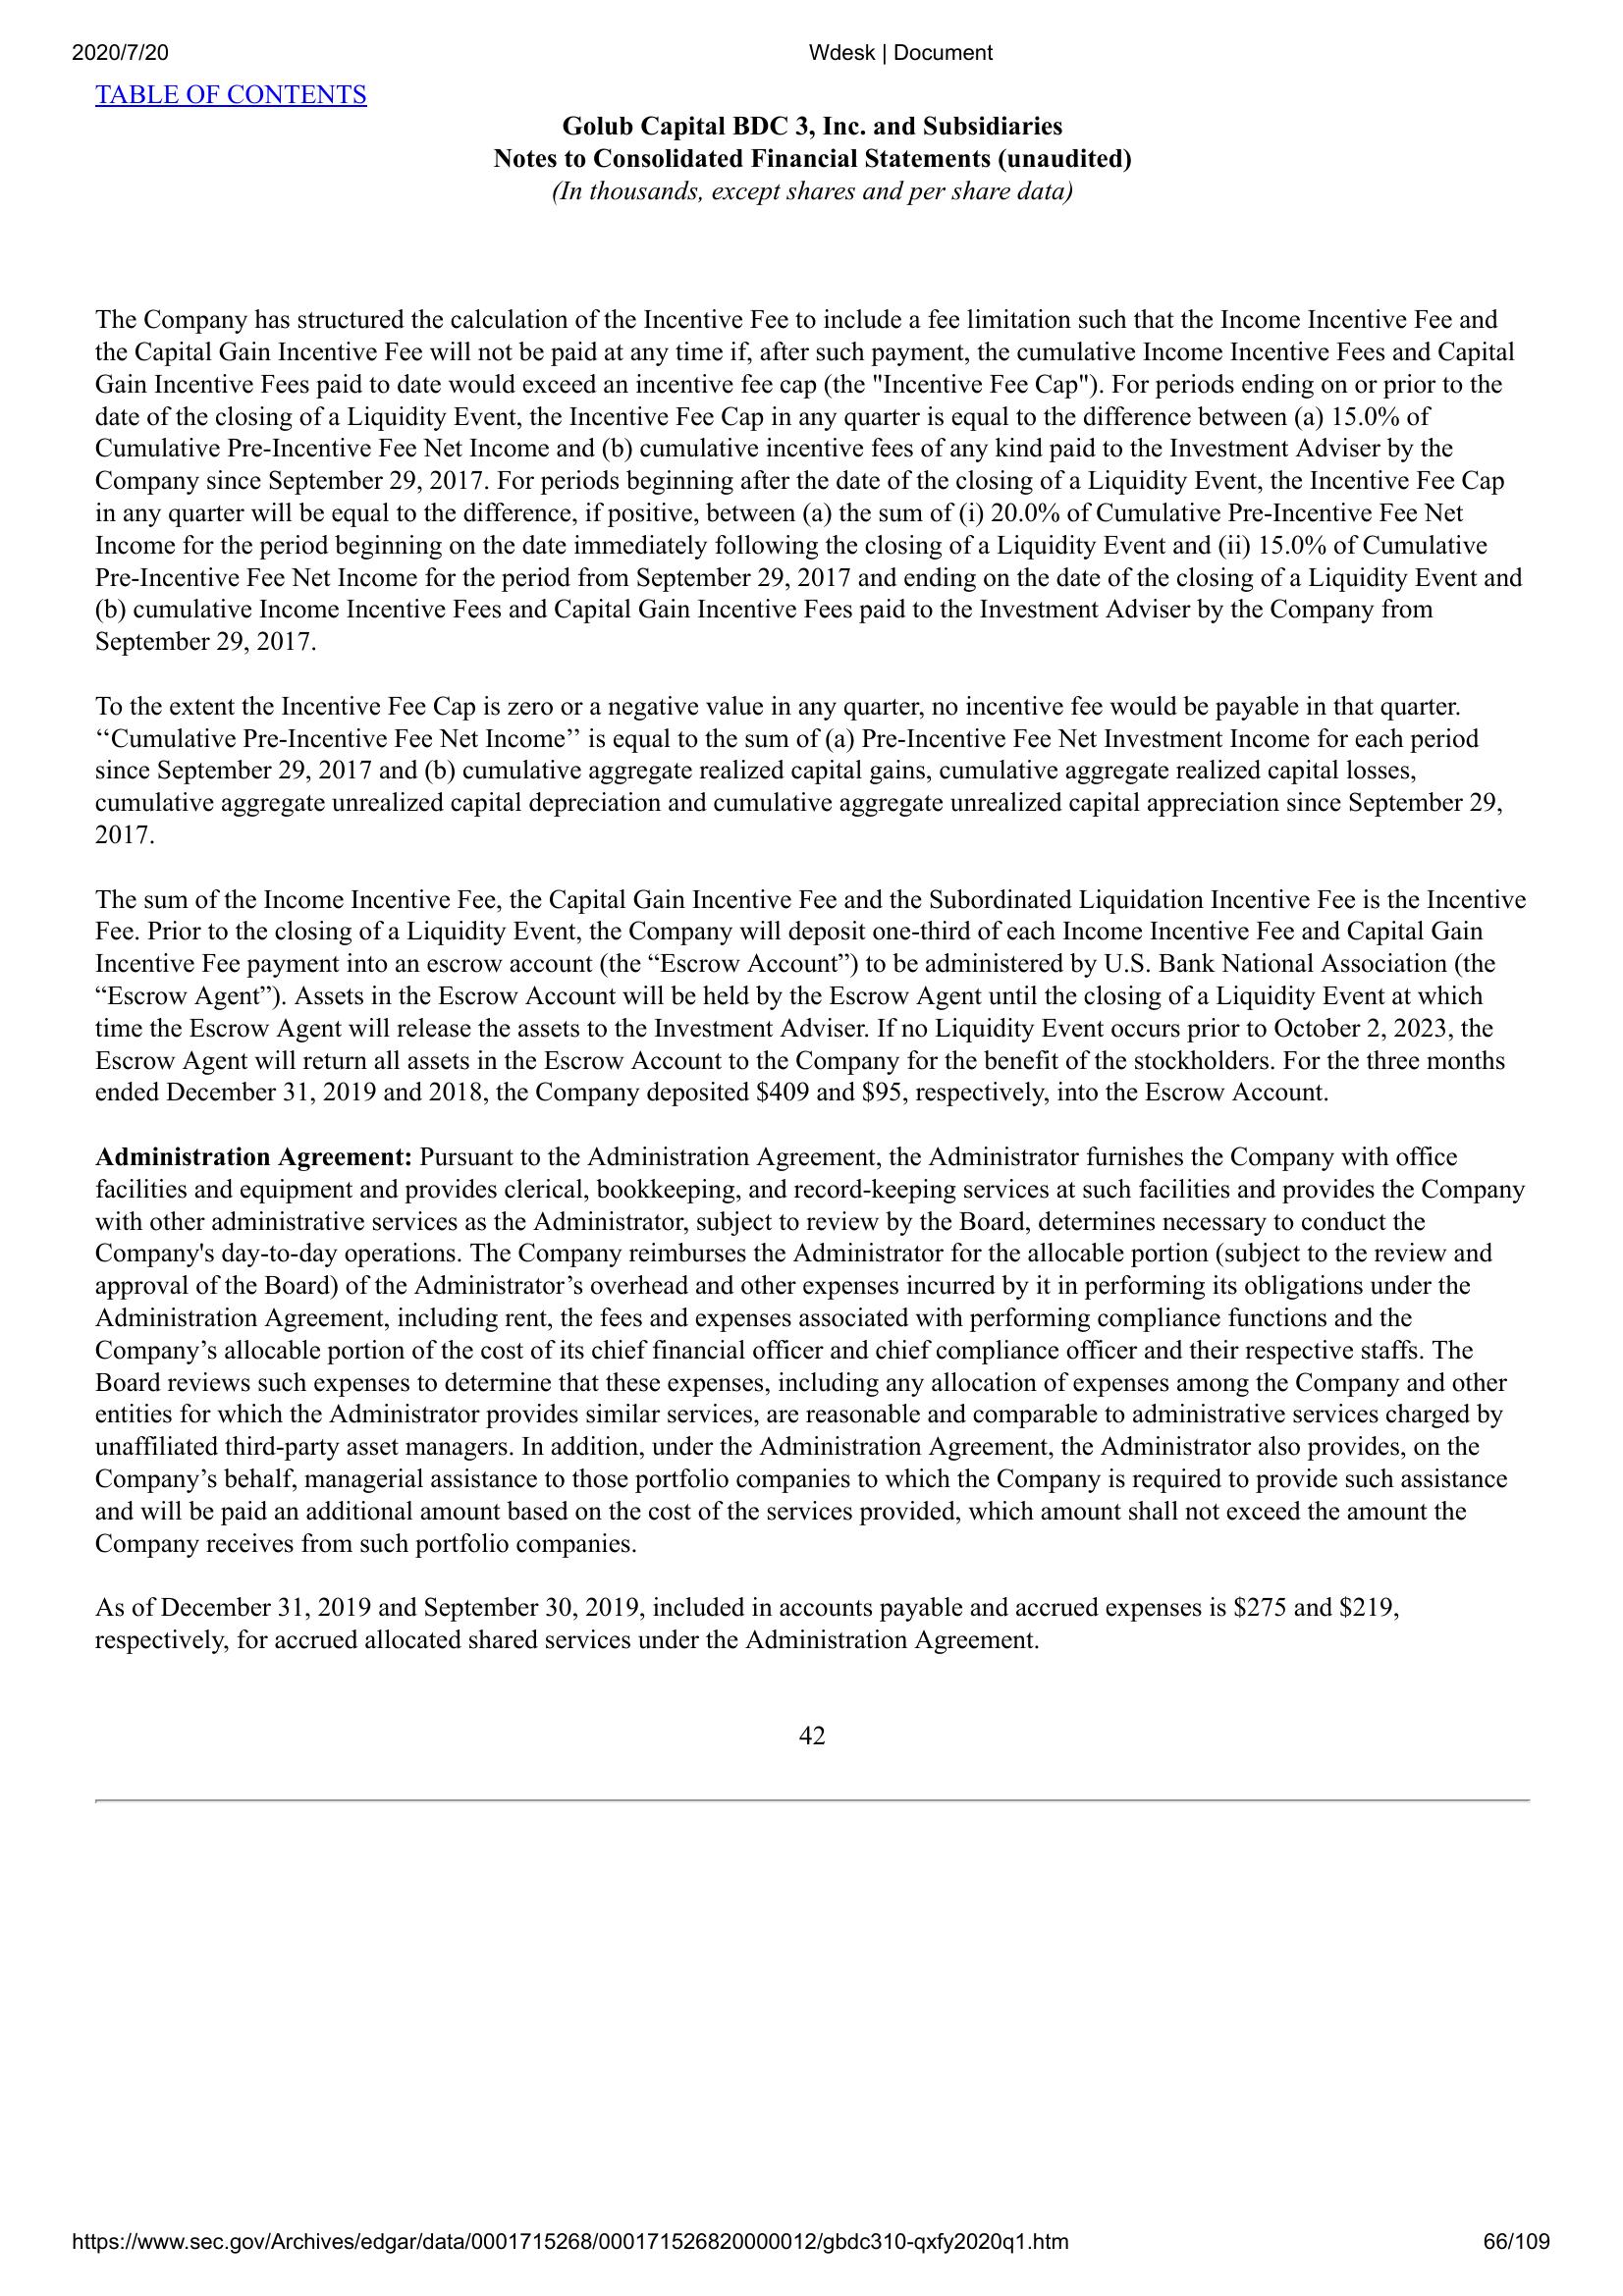 2020/7/20 Wdesk | Document
TABLE OF CONTENTS
Golub Capital BDC 3, Inc. and Subsidiaries
Notes to Consolidated Financial Statements (unaudited)
(In thousands, except shares and per share data)
The Company has structured the calculation of the Incentive Fee to include a fee limitation such that the Income Incentive Fee and
the Capital Gain Incentive Fee will not be paid at any time if, after such payment, the cumulative Income Incentive Fees and Capital
Gain Incentive Fees paid to date would exceed an incentive fee cap (the "Incentive Fee Cap"). For periods ending on or prior to the
date of the closing of a Liquidity Event, the Incentive Fee Cap in any quarter is equal to the difference between (a) 15.0% of
Cumulative Pre-Incentive Fee Net Income and (b) cumulative incentive fees of any kind paid to the Investment Adviser by the
Company since September 29, 2017. For periods beginning after the date of the closing of a Liquidity Event, the Incentive Fee Cap
in any quarter will be equal to the difference, if positive, between (a) the sum of (i) 20.0% of Cumulative Pre-Incentive Fee Net
Income for the period beginning on the date immediately following the closing of a Liquidity Event and (ii) 15.0% of Cumulative
Pre-Incentive Fee Net Income for the period from September 29, 2017 and ending on the date of the closing of a Liquidity Event and
(b) cumulative Income Incentive Fees and Capital Gain Incentive Fees paid to the Investment Adviser by the Company from
September 29, 2017.
To the extent the Incentive Fee Cap is zero or a negative value in any quarter, no incentive fee would be payable in that quarter.
‘‘Cumulative Pre-Incentive Fee Net Income’’ is equal to the sum of (a) Pre-Incentive Fee Net Investment Income for each period
since September 29, 2017 and (b) cumulative aggregate realized capital gains, cumulative aggregate realized capital losses,
cumulative aggregate unrealized capital depreciation and cumulative aggregate unrealized capital appreciation since September 29,
2017.
The sum of the Income Incentive Fee, the Capital Gain Incentive Fee and the Subordinated Liquidation Incentive Fee is the Incentive
Fee. Prior to the closing of a Liquidity Event, the Company will deposit one-third of each Income Incentive Fee and Capital Gain
Incentive Fee payment into an escrow account (the “Escrow Account”) to be administered by U.S. Bank National Association (the
“Escrow Agent”). Assets in the Escrow Account will be held by the Escrow Agent until the closing of a Liquidity Event at which
time the Escrow Agent will release the assets to the Investment Adviser. If no Liquidity Event occurs prior to October 2, 2023, the
Escrow Agent will return all assets in the Escrow Account to the Company for the benefit of the stockholders. For the three months
ended December 31, 2019 and 2018, the Company deposited $409 and $95, respectively, into the Escrow Account.
Administration Agreement: Pursuant to the Administration Agreement, the Administrator furnishes the Company with office
facilities and equipment and provides clerical, bookkeeping, and record-keeping services at such facilities and provides the Company
with other administrative services as the Administrator, subject to review by the Board, determines necessary to conduct the
Company's day-to-day operations. The Company reimburses the Administrator for the allocable portion (subject to the review and
approval of the Board) of the Administrator’s overhead and other expenses incurred by it in performing its obligations under the
Administration Agreement, including rent, the fees and expenses associated with performing compliance functions and the
Company’s allocable portion of the cost of its chief financial officer and chief compliance officer and their respective staffs. The
Board reviews such expenses to determine that these expenses, including any allocation of expenses among the Company and other
entities for which the Administrator provides similar services, are reasonable and comparable to administrative services charged by
unaffiliated third-party asset managers. In addition, under the Administration Agreement, the Administrator also provides, on the
Company’s behalf, managerial assistance to those portfolio companies to which the Company is required to provide such assistance
and will be paid an additional amount based on the cost of the services provided, which amount shall not exceed the amount the
Company receives from such portfolio companies.
As of December 31, 2019 and September 30, 2019, included in accounts payable and accrued expenses is $275 and $219,
respectively, for accrued allocated shared services under the Administration Agreement.
42
https://www.sec.gov/Archives/edgar/data/0001715268/000171526820000012/gbdc310-qxfy2020q1.htm 66/109